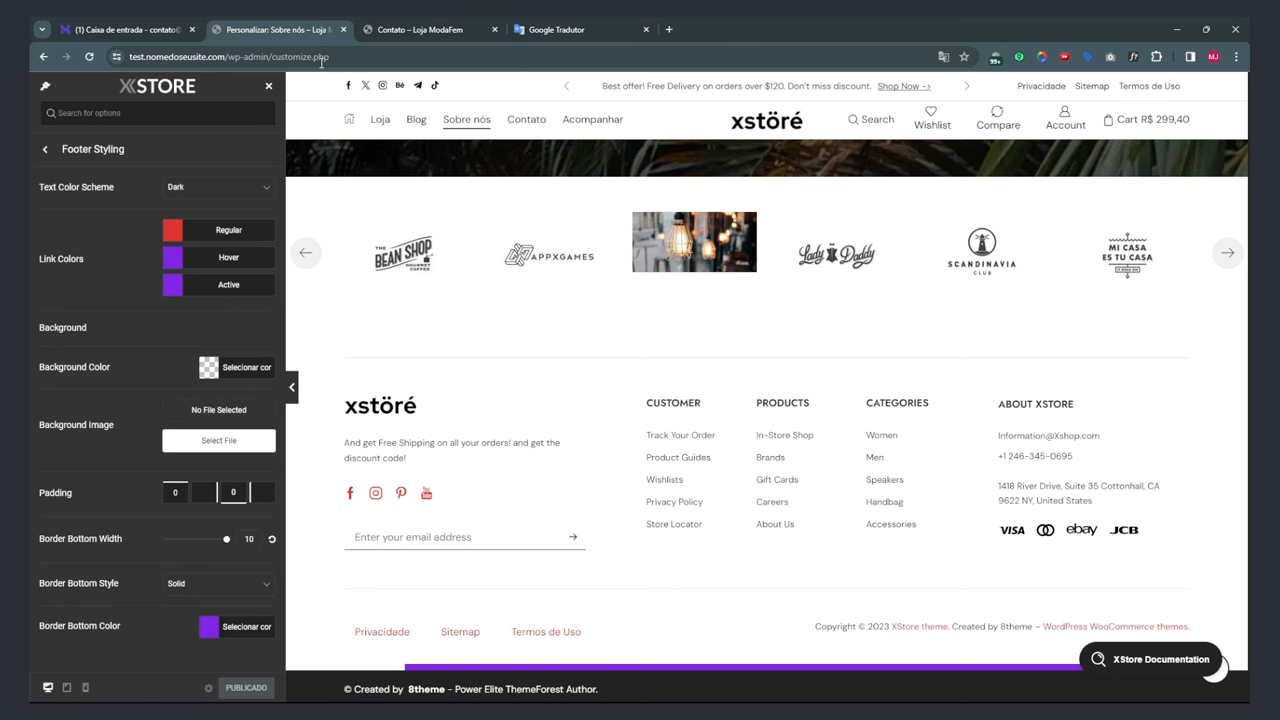 (1) Caixa de entrada – contato@
Personalizar: Sobre nós – Loja M
Contato – Loja ModaFem
Google Tradutor
test.nomedoseusite.com/wp-admin/customize.php
99+
MJ
XSTORE
Search for options
Footer Styling
Text Color Scheme
Dark
Link Colors
Regular
Hover
Active
Background
Background Color
Selecionar cor
Background Image
No File Selected
Select File
Padding
0
0
Border Bottom Width
10
Border Bottom Style
Solid
Border Bottom Color
Selecionar cor
PUBLICADO
Best offer! Free Delivery on orders over $120. Don't miss discount. Shop Now ->
Privacidade
Sitemap
Termos de Uso
Loja
Blog
Sobre nós
Contato
Acompanhar
xstöré
Search
Wishlist
Compare
Account
Cart R$ 299,40
THE BEAN SHOP
GOURMET COFFEE
APPXGAMES
Lady Daddy
SCANDINAVIA
CLUB
MI CASA
ES TU CASA
xstöré
And get Free Shipping on all your orders! and get the
discount code!
Enter your email address
CUSTOMER
Track Your Order
Product Guides
Wishlists
Privacy Policy
Store Locator
PRODUCTS
In-Store Shop
Brands
Gift Cards
Careers
About Us
CATEGORIES
Women
Men
Speakers
Handbag
Accessories
ABOUT XSTORE
Information@Xshop.com
+1 246-345-0695
1418 River Drive, Suite 35 Cottonhall, CA
9622 NY, United States
VISA
ebay
JCB
Privacidade
Sitemap
Termos de Uso
Copyright © 2023 XStore theme. Created by 8theme – WordPress WooCommerce themes.
XStore Documentation
© Created by 8theme - Power Elite ThemeForest Author.